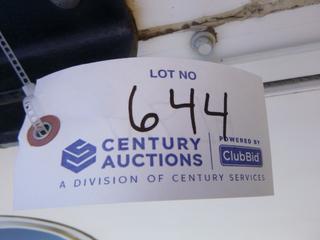 LOT NO
644
CENTURY AUCTIONS
POWERED BY
ClubBid
A DIVISION OF CENTURY SERVICES